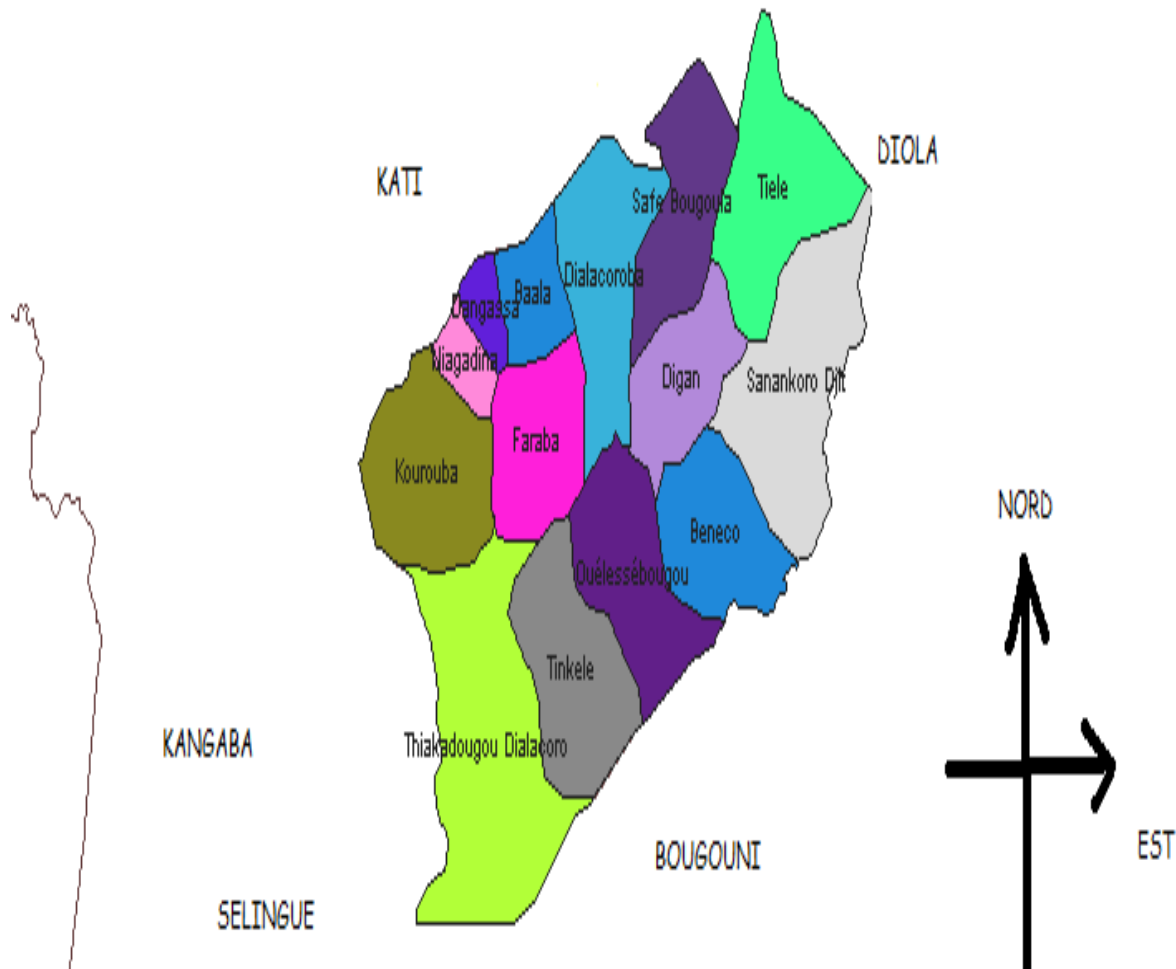 DIOLA
KATI
Tiele
Safe Bougoula
Dialacoroba
Baala
Dangassa
Niagadina
Digan
Sanankoro Djit
Faraba
Kourouba
NORD
Beneco
Ouélessébougou
Tinkele
KANGABA
Thiakadougou Dialacoro
EST
BOUGOUNI
SELINGUE